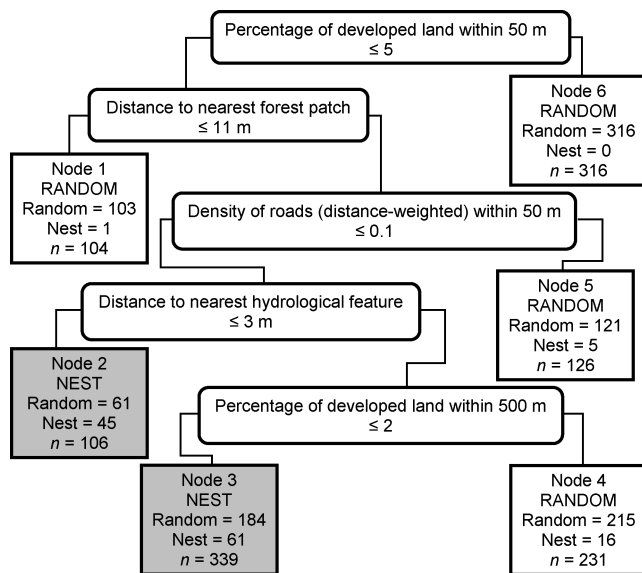 Percentage of developed land within 50 m
≤ 5
Distance to nearest forest patch
≤ 11 m
Node 6
RANDOM
Random = 316
Nest = 0
n = 316
Node 1
RANDOM
Random = 103
Nest = 1
n = 104
Density of roads (distance-weighted) within 50 m
≤ 0.1
Distance to nearest hydrological feature
≤ 3 m
Node 5
RANDOM
Random = 121
Nest = 5
n = 126
Node 2
NEST
Random = 61
Nest = 45
n = 106
Percentage of developed land within 500 m
≤ 2
Node 3
NEST
Random = 184
Nest = 61
n = 339
Node 4
RANDOM
Random = 215
Nest = 16
n = 231